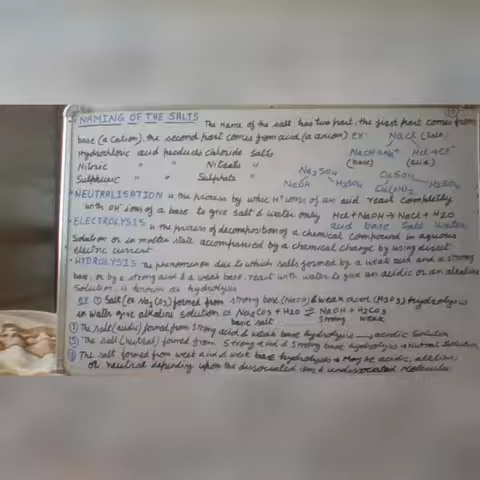 NAMING OF THE SALTS The name of the salt has two part, the first part comes from
base (a cation), the second part comes from acid (a anion) ex: NaCl (salt)
Hydrochloric acid produces chloride salts NaOH Na+ HCl → Cl-
Nitric " " Nitrate " (base) (acid)
Sulphuric " " Sulphate " Na2SO4 CuSO4
NaOH H2SO4 Cu(OH)2 H2SO4
• NEUTRALISATION is the process by which H+ ions of an acid react completely
with OH- ions of a base to give salt & water only HCl + NaOH → NaCl + H2O
acid base Salt Water
• ELECTROLYSIS is the process of decomposition of a chemical compound in aqueous
Solution or in molten state accompanied by a chemical change by using direct
electric current
• HYDROLYSIS The phenomenon due to which salts formed by a weak acid and a strong
base, or by a strong acid & a weak base, react with water to give an acidic or an alkaline
Solution, is known as hydrolysis
ex ① Salt (ex Na2CO3) formed from strong base (NaOH) & weak acid (H2CO3) hydrolysis
in water give alkaline solution ex Na2CO3 + H2O ⇌ NaOH + H2CO3
basic salt strong weak
The salt (acidic) formed from Strong acid & weak base hydrolysis → acidic Solution
③ The salt (neutral) formed from Strong acid & Strong base hydrolysis → Neutral Solution
④ The salt formed from weak acid & weak base hydrolysis → May be acidic, alkaline
or neutral depending upon the dissociated ions & undissociated molecules